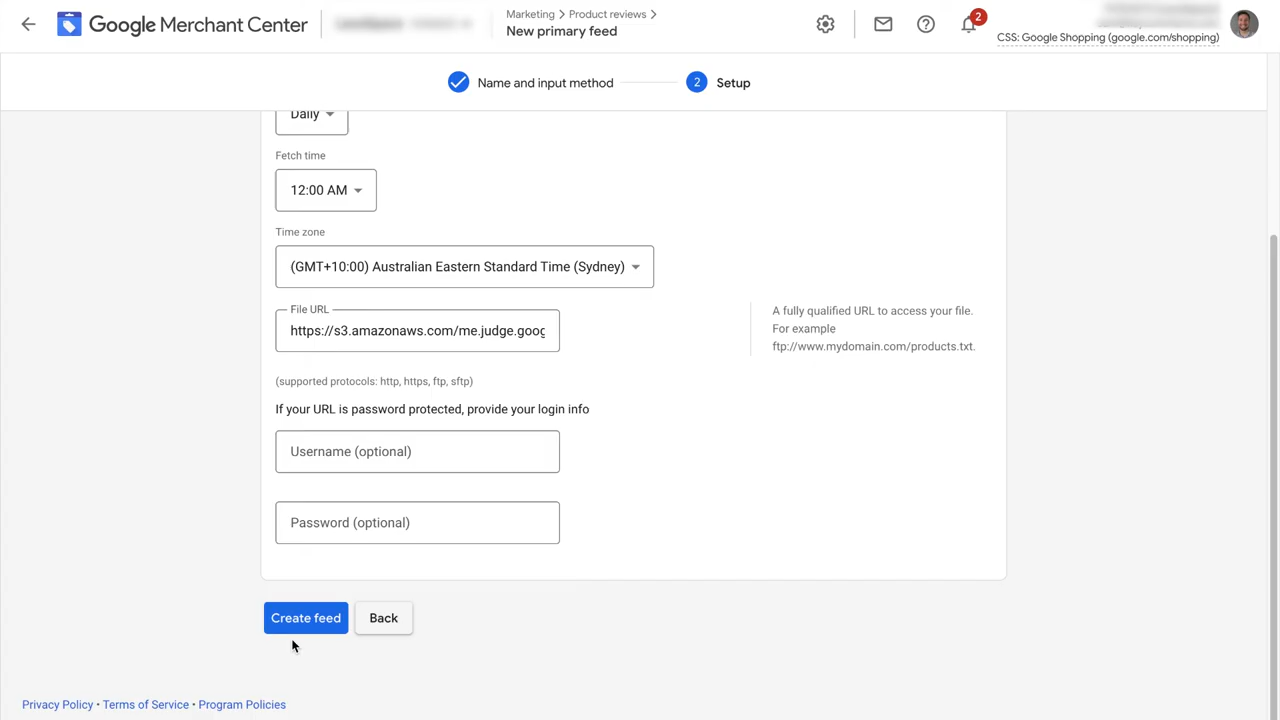 Google Merchant Center
Marketing > Product reviews >
New primary feed
2
CSS: Google Shopping (google.com/shopping)
Name and input method
2
Setup
Daily
Fetch time
12:00 AM
Time zone
(GMT+10:00) Australian Eastern Standard Time (Sydney)
File URL
https://s3.amazonaws.com/me.judge.goog
A fully qualified URL to access your file.
For example
ftp://www.mydomain.com/products.txt.
(supported protocols: http, https, ftp, sftp)
If your URL is password protected, provide your login info
Username (optional)
Password (optional)
Create feed
Back
Privacy Policy • Terms of Service • Program Policies